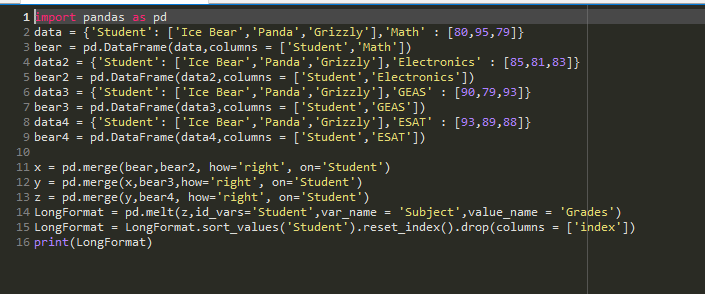 1 import pandas as pd
2 data = {'Student': ['Ice Bear','Panda','Grizzly'],'Math' : [80,95,79]}
3 bear = pd.DataFrame(data,columns = ['Student','Math'])
4 data2 = {'Student': ['Ice Bear','Panda','Grizzly'],'Electronics' : [85,81,83]}
5 bear2 = pd.DataFrame(data2,columns = ['Student','Electronics'])
6 data3 = {'Student': ['Ice Bear','Panda','Grizzly'],'GEAS' : [90,79,93]}
7 bear3 = pd.DataFrame(data3,columns = ['Student','GEAS'])
8 data4 = {'Student': ['Ice Bear','Panda','Grizzly'],'ESAT' : [93,89,88]}
9 bear4 = pd.DataFrame(data4,columns = ['Student','ESAT'])
10
11 x = pd.merge(bear,bear2, how='right', on='Student')
12 y = pd.merge(x,bear3,how='right', on='Student')
13 z = pd.merge(y,bear4, how='right', on='Student')
14 LongFormat = pd.melt(z,id_vars='Student',var_name = 'Subject',value_name = 'Grades')
15 LongFormat = LongFormat.sort_values('Student').reset_index().drop(columns = ['index'])
16 print(LongFormat)